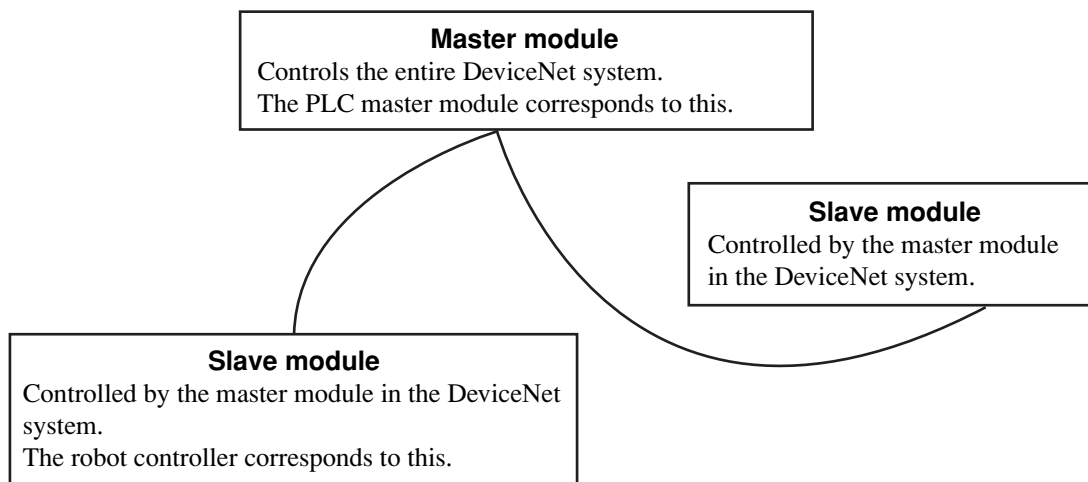 Master module
Controls the entire DeviceNet system.
The PLC master module corresponds to this.
Slave module
Controlled by the master module
in the DeviceNet system.
Slave module
Controlled by the master module in the DeviceNet
system.
The robot controller corresponds to this.